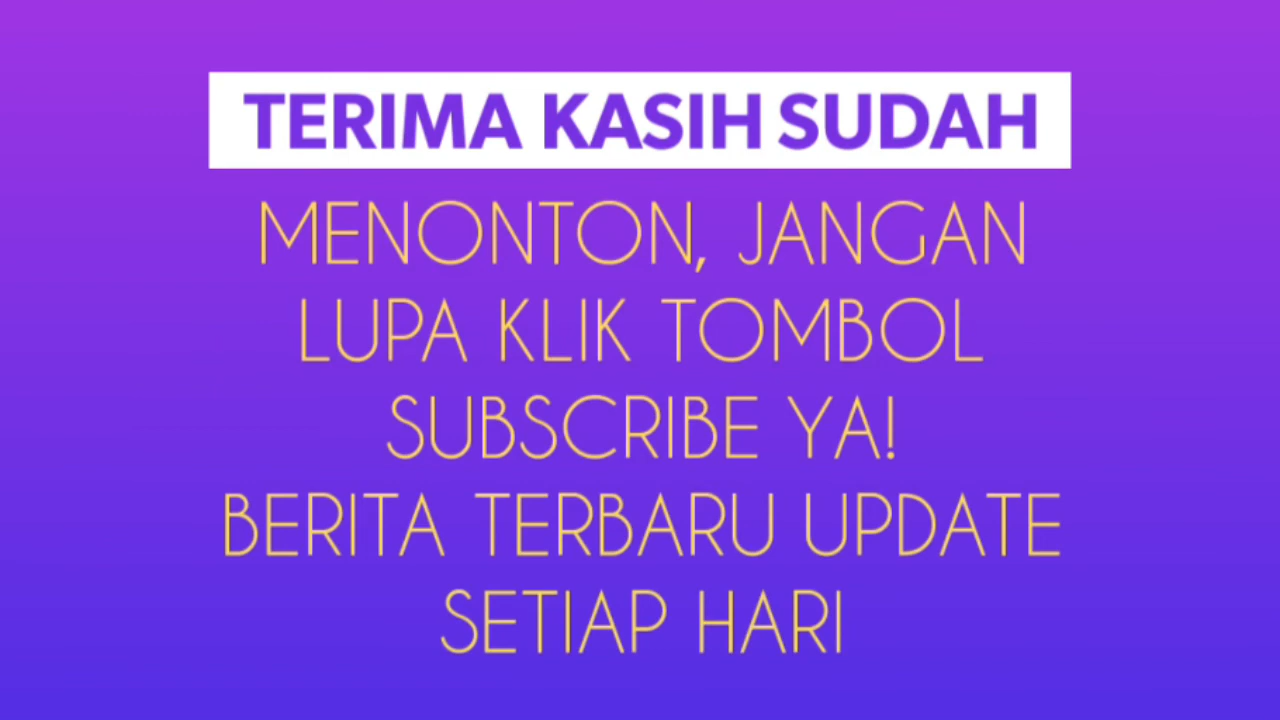 TERIMA KASIH SUDAH
MENONTON, JANGAN
LUPA KLIK TOMBOL
SUBSCRIBE YA!
BERITA TERBARU UPDATE
SETIAP HARI